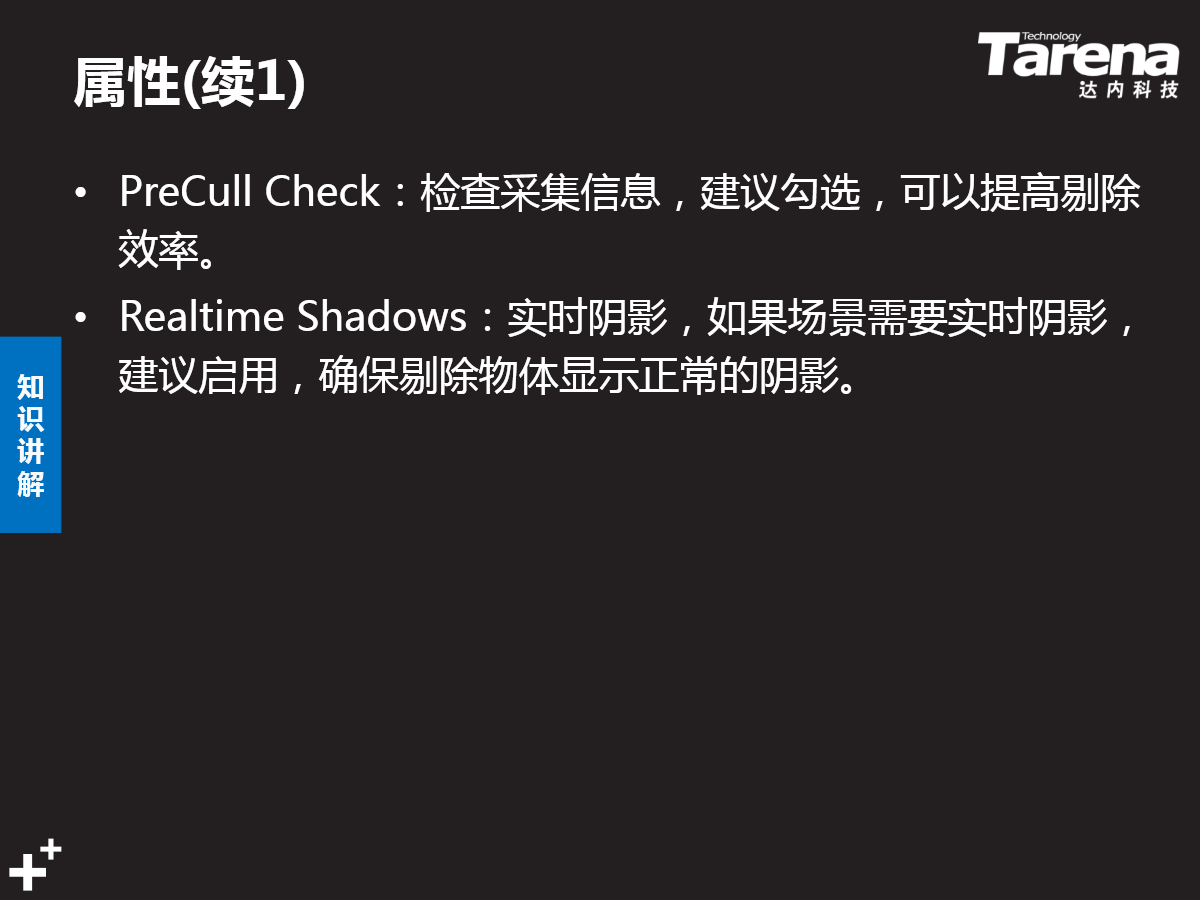 属性(续1)
Technology
Tarena
达内科技
• PreCull Check：检查采集信息，建议勾选，可以提高剔除
效率。
• Realtime Shadows：实时阴影，如果场景需要实时阴影，
建议启用，确保剔除物体显示正常的阴影。
知
识
讲
解